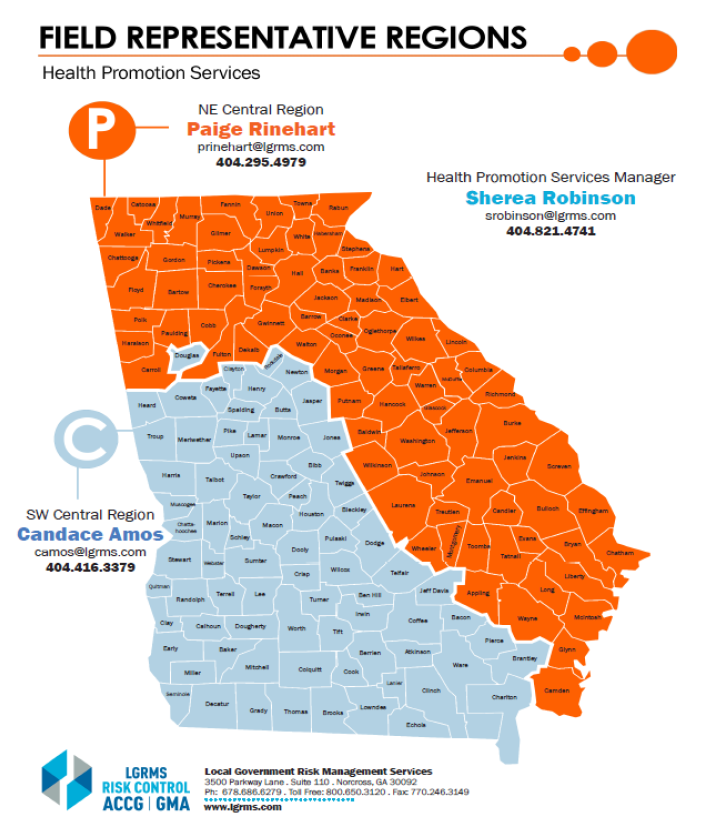 FIELD REPRESENTATIVE REGIONS
Health Promotion Services
P
NE Central Region
Paige Rinehart
prinehart@lgrms.com
404.295.4979
Health Promotion Services Manager
Sherea Robinson
srobinson@lgrms.com
404.821.4741
Dade
Catoosa
Whitfield
Murray
Fannin
Union
Towns
Rabun
Walker
Gilmer
White
Habersham
Stephens
Chattooga
Gordon
Pickens
Lumpkin
Dawson
Hall
Banks
Franklin
Hart
Floyd
Bartow
Cherokee
Forsyth
Jackson
Madison
Elbert
Polk
Paulding
Cobb
Gwinnett
Barrow
Clarke
Oconee
Oglethorpe
Wilkes
Lincoln
Haralson
Douglas
Fulton
Dekalb
Rockdale
Walton
Morgan
Greene
Taliaferro
Columbia
Carroll
Clayton
Newton
Warren
McDuffie
Richmond
Heard
Coweta
Fayette
Henry
Spalding
Butts
Jasper
Putnam
Hancock
Glascock
Burke
C
Troup
Meriwether
Pike
Lamar
Monroe
Jones
Baldwin
Washington
Jefferson
Jenkins
Screven
Upson
Bibb
Wilkinson
Johnson
Emanuel
Harris
Talbot
Crawford
Twiggs
Taylor
Peach
Houston
Bleckley
Laurens
Treutlen
Candler
Bulloch
Effingham
Muscogee
Chatta-
hoochee
Marion
Schley
Macon
Pulaski
Dodge
Wheeler
Montgomery
Toombs
Tatnall
Evans
Bryan
Chatham
SW Central Region
Candace Amos
camos@lgrms.com
404.416.3379
Stewart
Webster
Sumter
Dooly
Crisp
Wilcox
Telfair
Liberty
Quitman
Randolph
Terrell
Lee
Turner
Ben Hill
Jeff Davis
Appling
Long
Clay
Calhoun
Dougherty
Worth
Tift
Irwin
Coffee
Bacon
Wayne
McIntosh
Early
Baker
Mitchell
Colquitt
Berrien
Atkinson
Ware
Pierce
Brantley
Glynn
Miller
Cook
Lanier
Clinch
Charlton
Camden
Seminole
Decatur
Grady
Thomas
Brooks
Lowndes
Echols
LGRMS
RISK CONTROL
ACCG | GMA
Local Government Risk Management Services
3500 Parkway Lane . Suite 110 . Norcross, GA 30092
Ph: 678.686.6279 . Toll Free: 800.650.3120 . Fax: 770.246.3149
www.lgrms.com